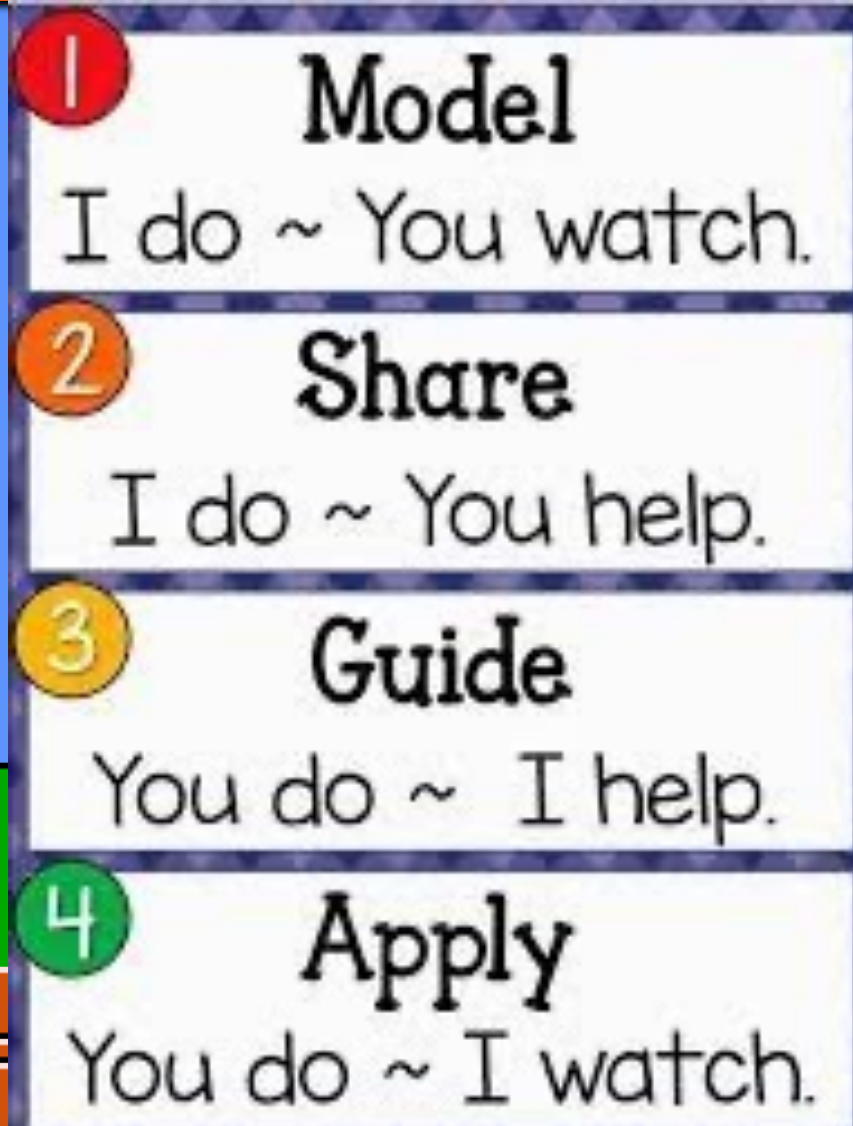 1
Model
I do ~ You watch.
2
Share
I do ~ You help.
3
Guide
You do ~ I help.
4
Apply
You do ~ I watch.